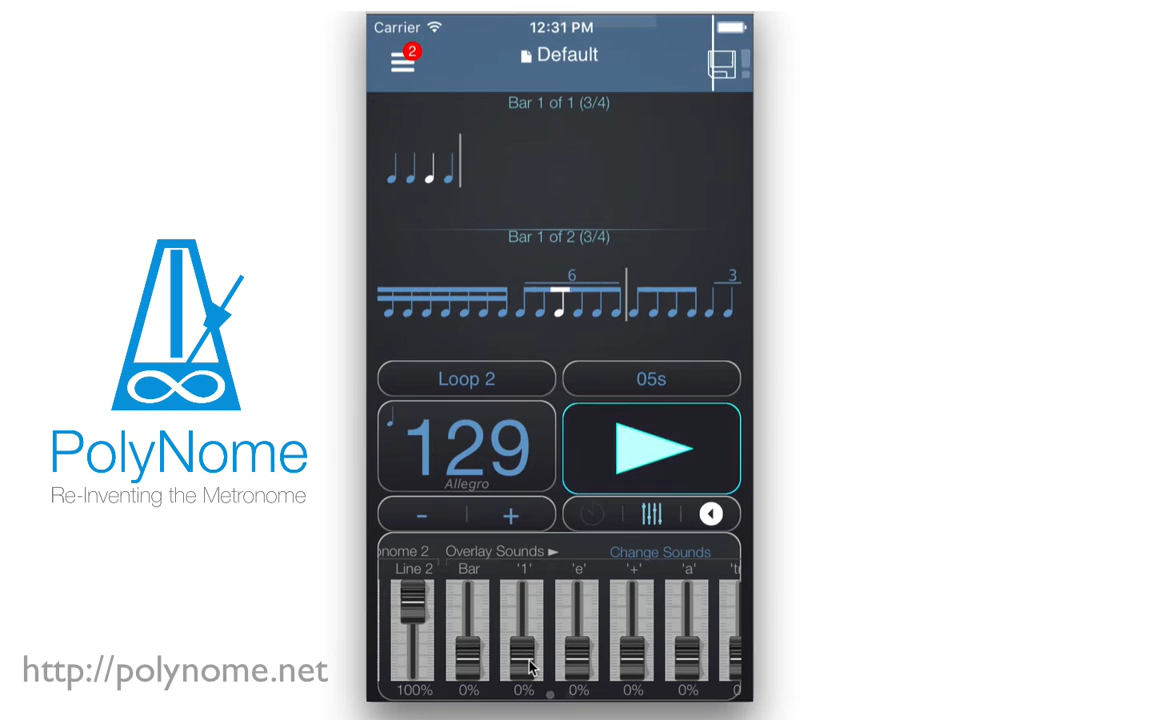 Carrier 12:31 PM
2
Default
Bar 1 of 1 (3/4)
Bar 1 of 2 (3/4)
6 3
Loop 2 05s
129
Allegro
- +
onome 2 Overlay Sounds ► Change Sounds
Line 2 Bar '1' 'e' '+' 'a'
100% 0% 0% 0% 0% 0% 0
PolyNome
Re-Inventing the Metronome
http://polynome.net